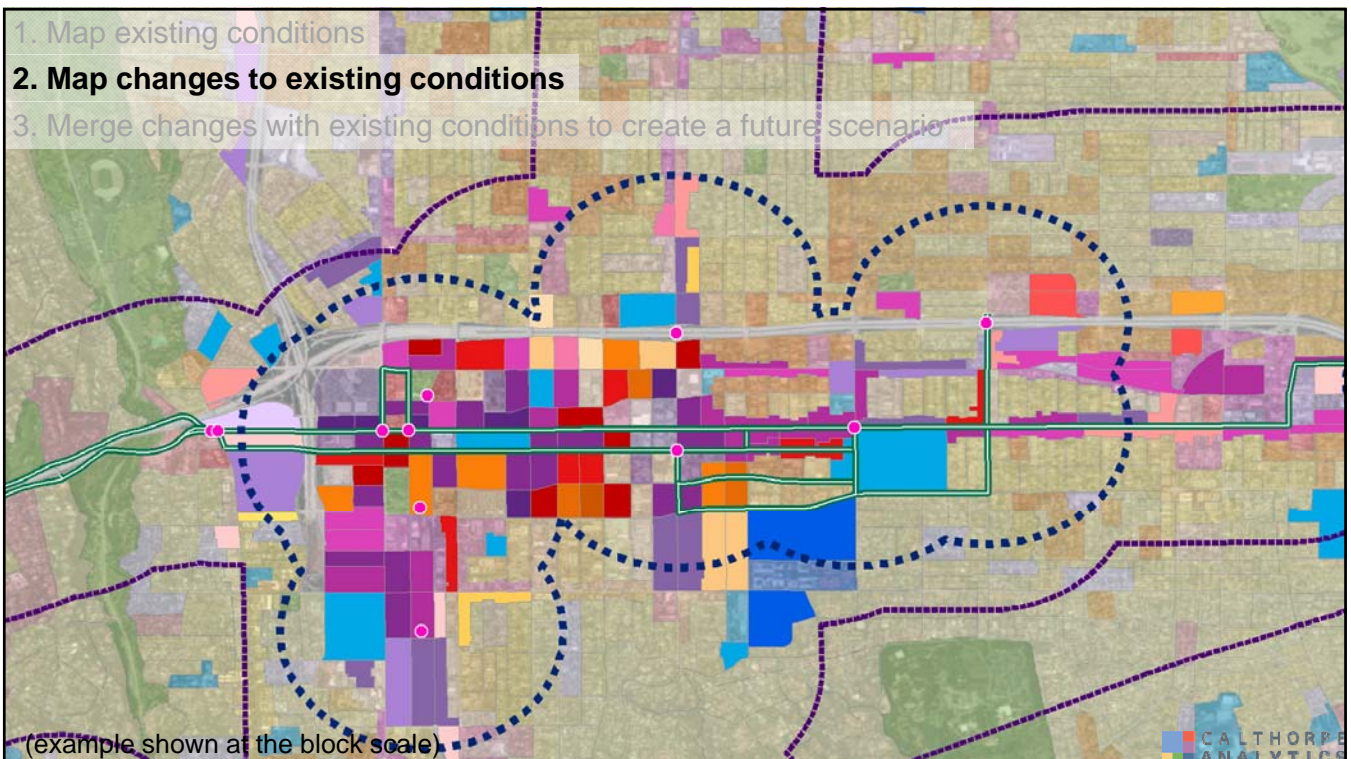 1. Map existing conditions
2. Map changes to existing conditions
3. Merge changes with existing conditions to create a future scenario
(example shown at the block scale)
CALTHORPE
ANALYTICS